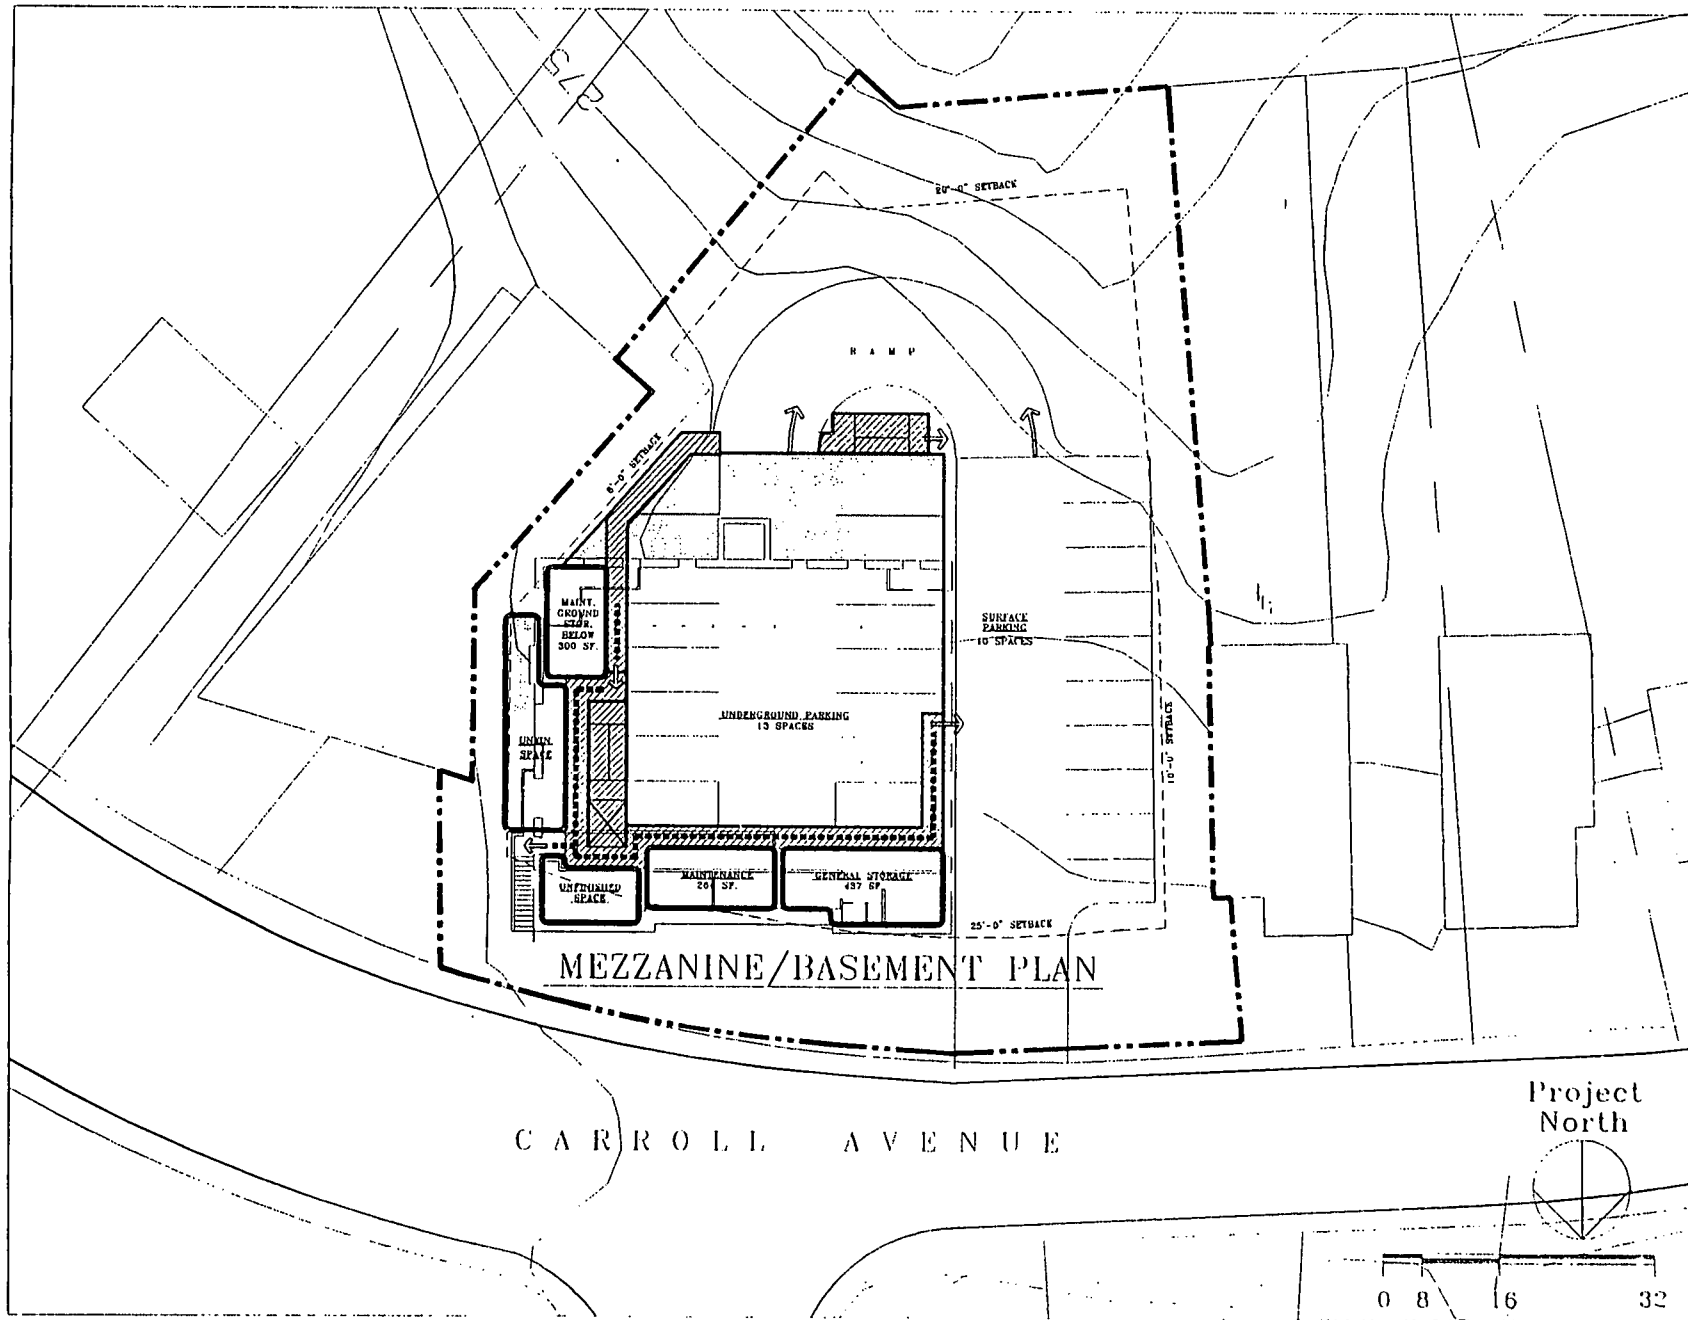 20'-0" SETBACK
RAMP
8'-0" SETBACK
MAINT.
GROUND
STOR.
BELOW
300 SF.
SURFACE
PARKING
10 SPACES
UNDERGROUND PARKING
13 SPACES
UNFIN.
SPACE
10'-0" SETBACK
UNFINISHED
SPACE
MAINTENANCE
GENERAL STORAGE
437 SF
25'-0" SETBACK
MEZZANINE/BASEMENT PLAN
CARROLL AVENUE
Project
North
0 8 16 32